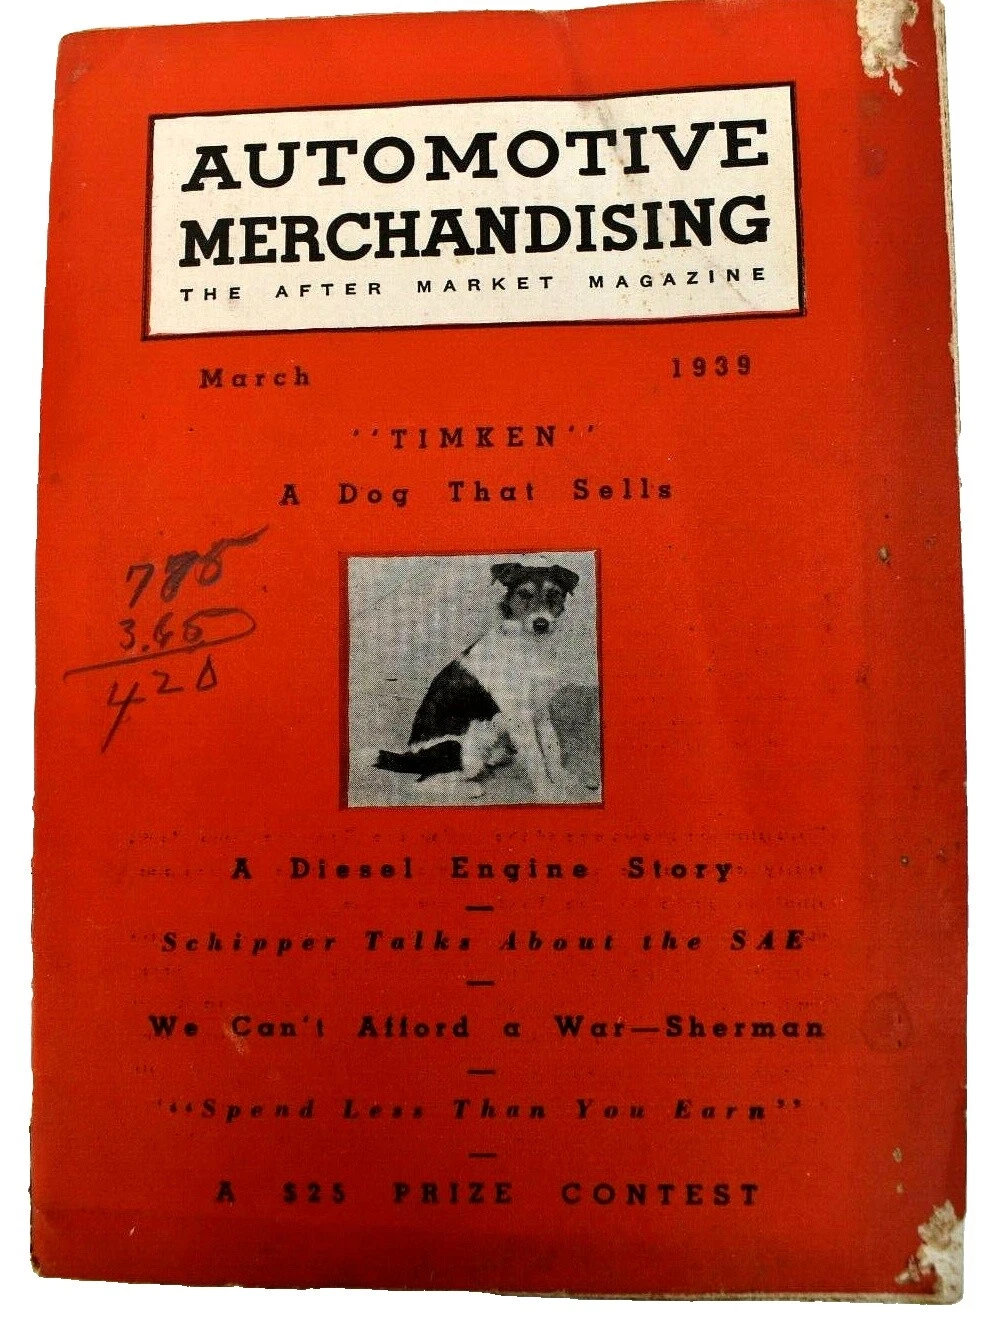 AUTOMOTIVE
MERCHANDISING
THE AFTER MARKET MAGAZINE
March 1939
''TIMKEN''
A Dog That Sells
3.65
420
A Diesel Engine Story
Schipper Talks About the SAE
We Can't Afford a War—Sherman
““Spend Less Than You Earn””
A $25 PRIZE CONTEST